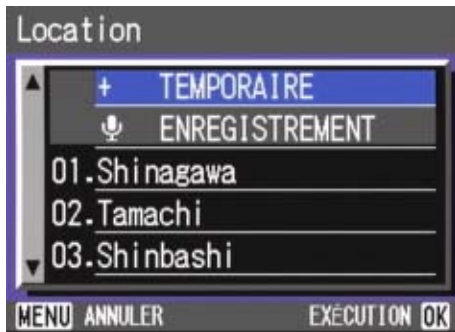 Location
+ TEMPORAIRE
ENREGISTREMENT
01.Shinagawa
02.Tamachi
03.Shinbashi
MENU ANNULER EXÉCUTION OK